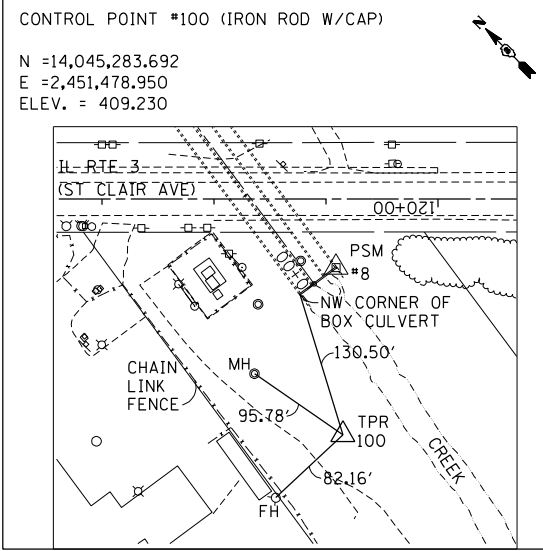 CONTROL POINT #100 (IRON ROD W/CAP)
N =14,045,283.692
E =2,451,478.950
ELEV. = 409.230
IL RTE 3
(ST CLAIR AVE)
120+00
PSM
#8
NW CORNER OF
BOX CULVERT
130.50'
CHAIN
LINK
FENCE
MH
95.78'
TPR
100
82.16'
FH
CREEK